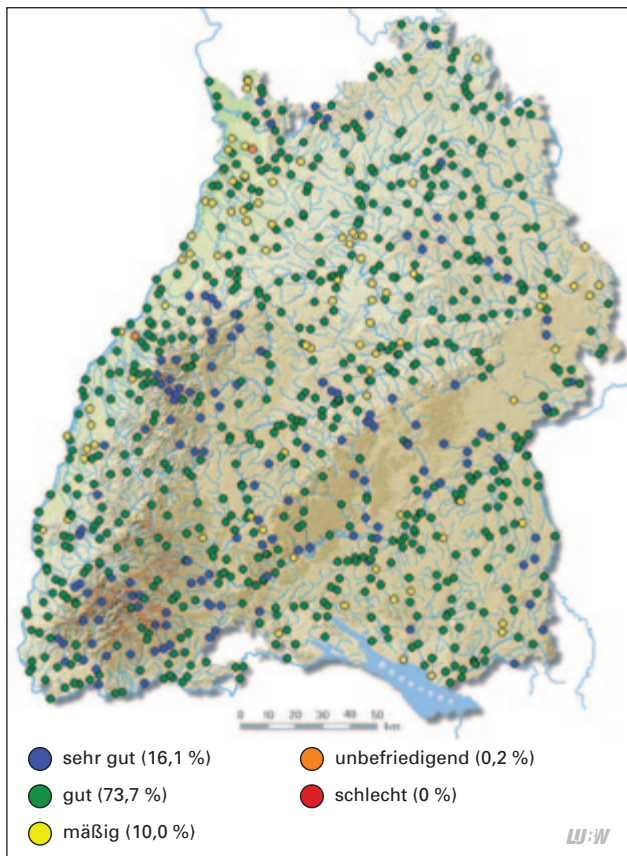 0 10 20 30 40 50
km
sehr gut (16,1 %)
gut (73,7 %)
mäßig (10,0 %)
unbefriedigend (0,2 %)
schlecht (0 %)
LUBW